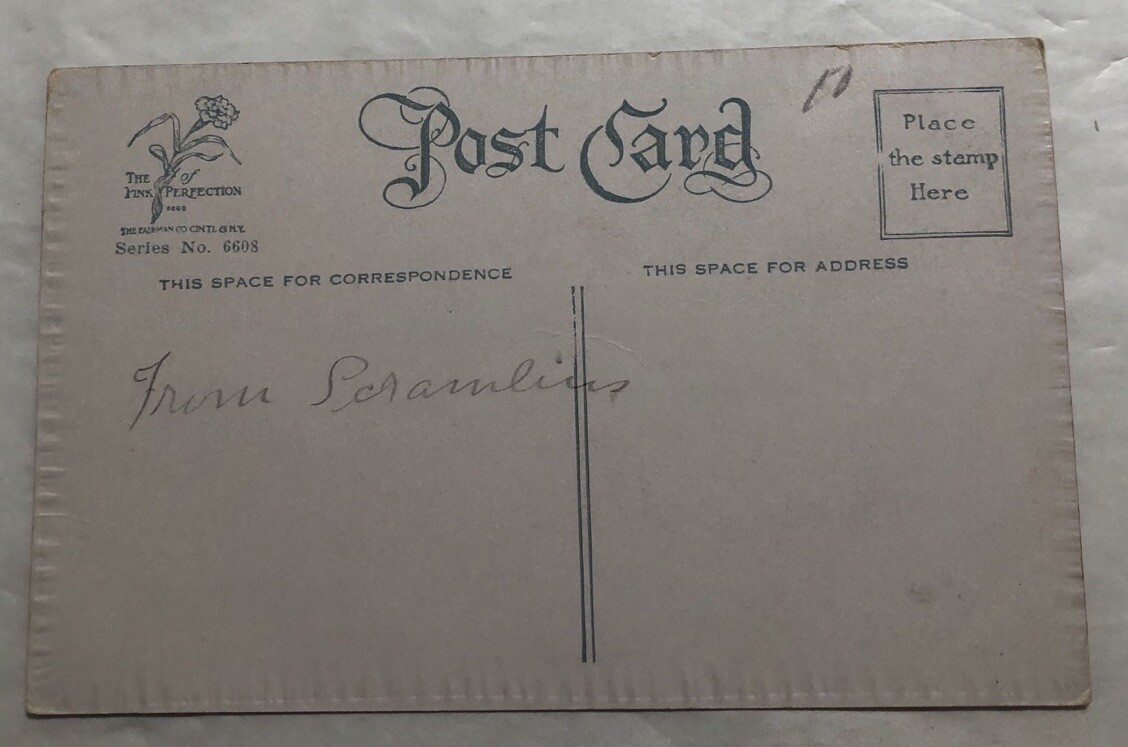 THE of
PINK PERFECTION
THE FAIRMAN CO CINTI. & N.Y.
Series No. 6608
Post Card
Place
the stamp
Here
THIS SPACE FOR CORRESPONDENCE
THIS SPACE FOR ADDRESS
From Scramlins